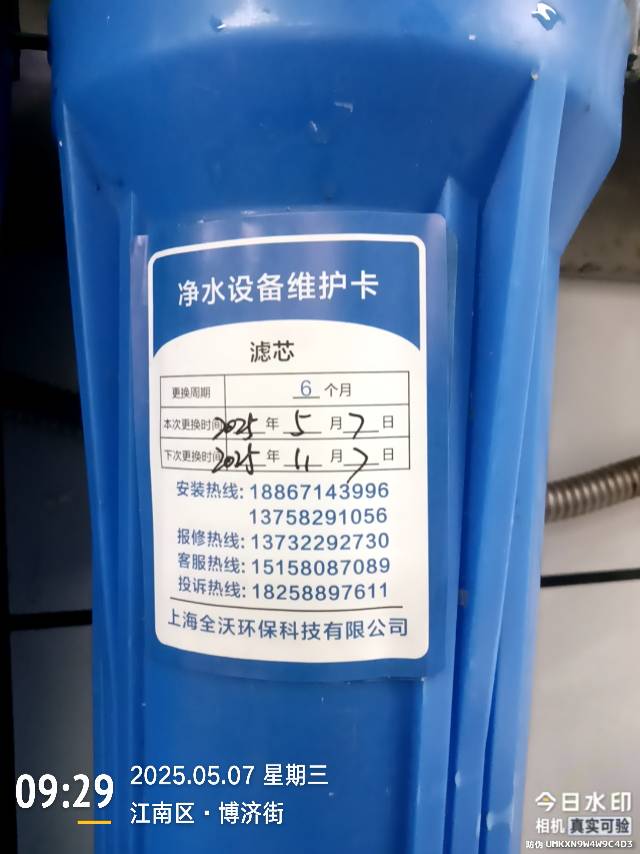 净水设备维护卡
滤芯
更换周期 6 个月
本次更换时间 2025 年 5 月 7 日
下次更换时间 2025 年 11 月 7 日
安装热线: 18867143996
13758291056
报修热线: 13732292730
客服热线: 15158087089
投诉热线: 18258897611
上海全沃环保科技有限公司
09:29
2025.05.07 星期三
江南区·博济街
今日水印
相机 真实可验
防伪 UMKXN9W4W9C4D3